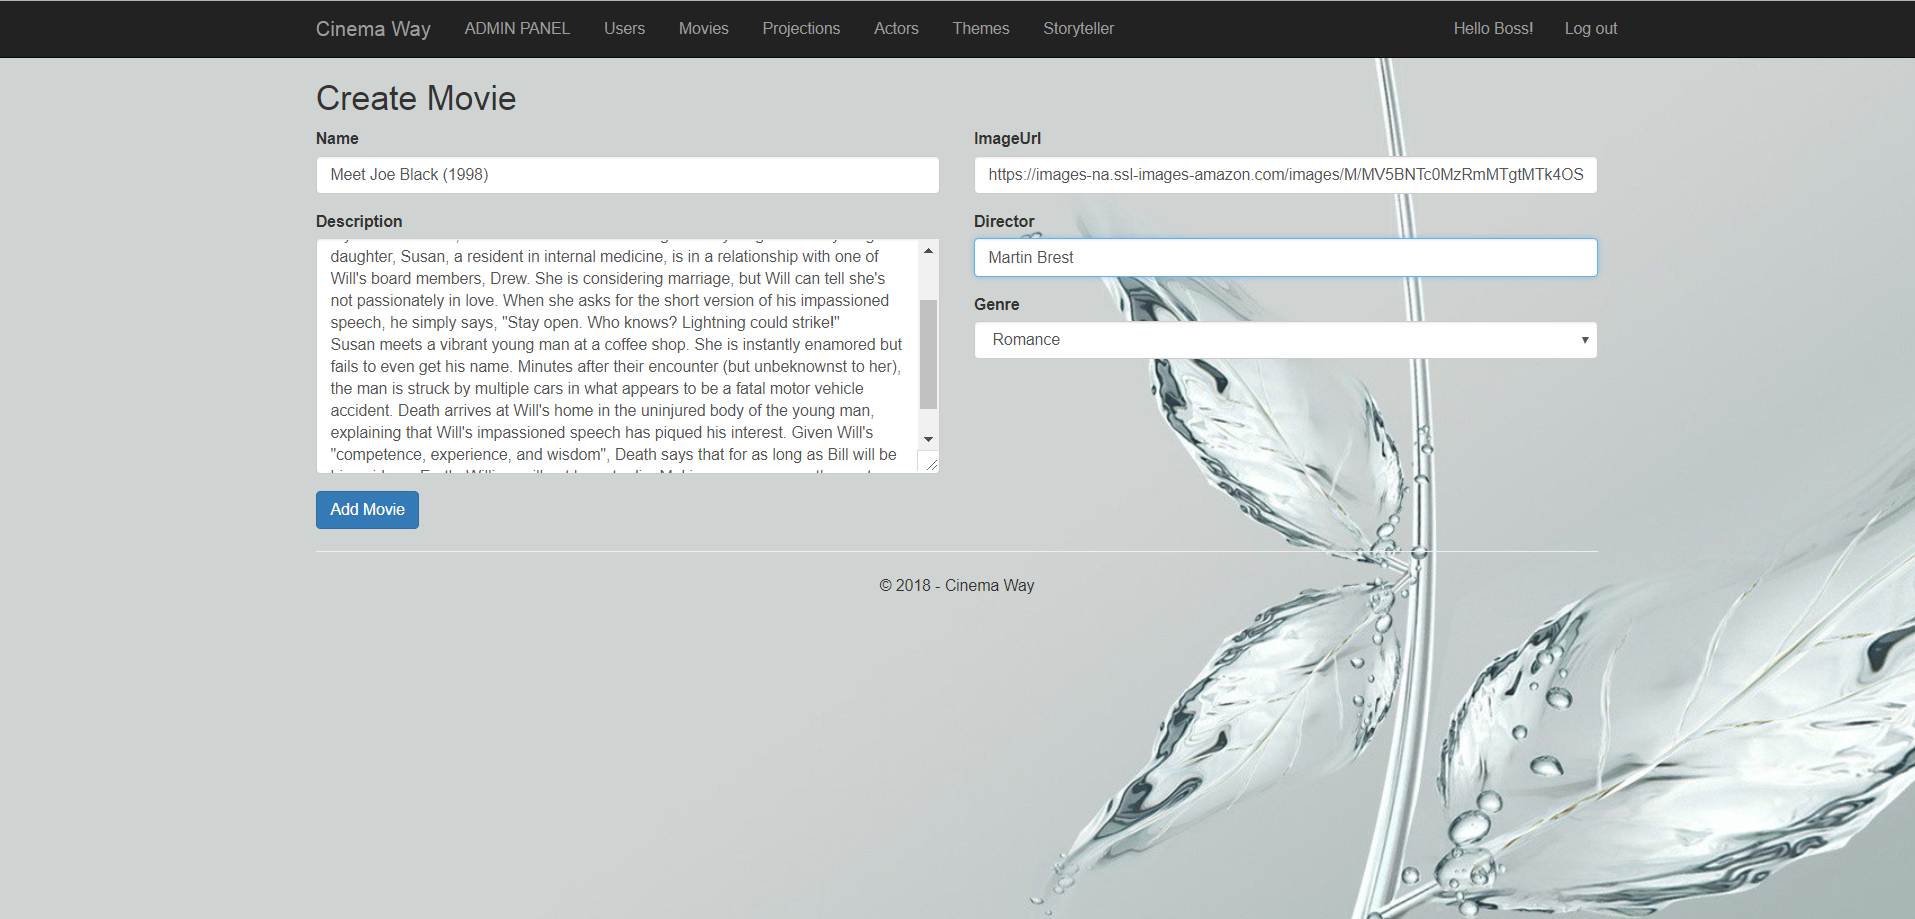 Cinema Way ADMIN PANEL Users Movies Projections Actors Themes Storyteller Hello Boss! Log out
Create Movie
Name
Meet Joe Black (1998)
Description
daughter, Susan, a resident in internal medicine, is in a relationship with one of
Will's board members, Drew. She is considering marriage, but Will can tell she's
not passionately in love. When she asks for the short version of his impassioned
speech, he simply says, "Stay open. Who knows? Lightning could strike!"
Susan meets a vibrant young man at a coffee shop. She is instantly enamored but
fails to even get his name. Minutes after their encounter (but unbeknownst to her),
the man is struck by multiple cars in what appears to be a fatal motor vehicle
accident. Death arrives at Will's home in the uninjured body of the young man,
explaining that Will's impassioned speech has piqued his interest. Given Will's
"competence, experience, and wisdom", Death says that for as long as Bill will be
ImageUrl
https://images-na.ssl-images-amazon.com/images/M/MV5BNTc0MzRmMTgtMTk4OS
Director
Martin Brest
Genre
Romance
Add Movie
© 2018 - Cinema Way